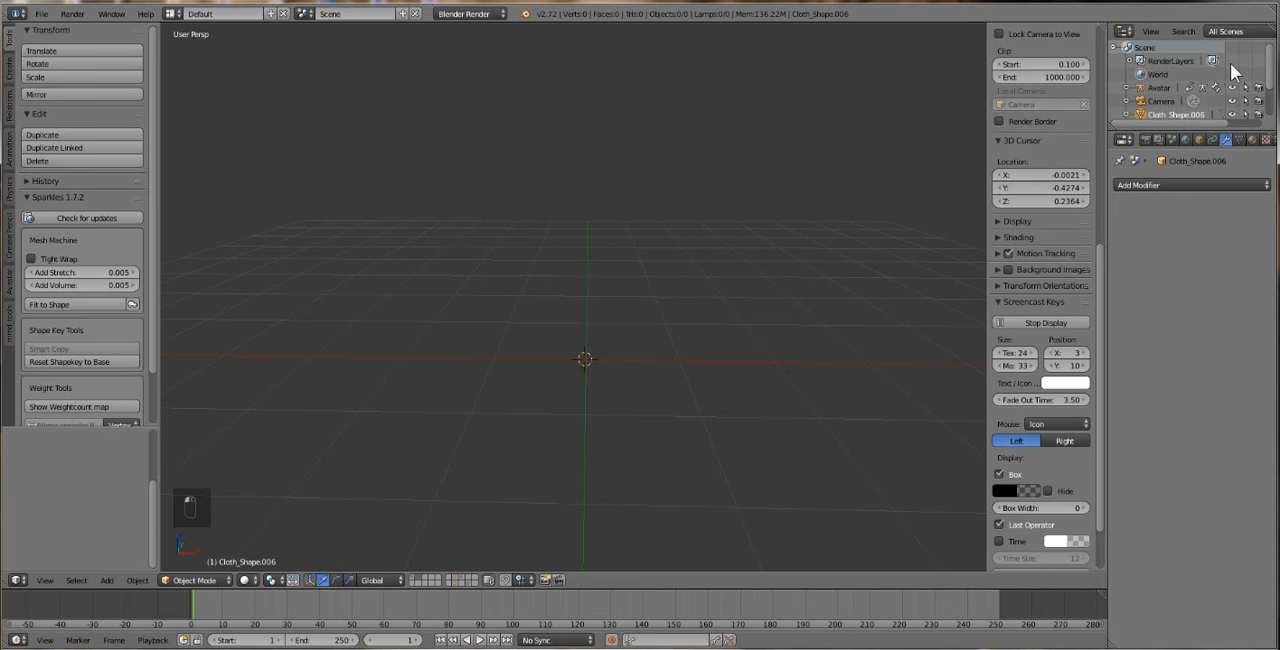 File Render Window Help Default Scene Blender Render v2.72 | Verts:0 | Faces:0 | Tris:0 | Objects:0/0 | Lamps:0/0 | Mem:136.22M | Cloth_Shape.006
Tools
Create
Relations
Animation
Physics
Grease Pencil
Avastar
Transform
Translate
Rotate
Scale
Mirror
Edit
Duplicate
Duplicate Linked
Delete
History
Sparkles 1.7.2
Check for updates
Mesh Machine
Tight Wrap
Add Stretch: 0.005
Add Volume: 0.005
Fit to Shape
Shape Key Tools
Smart Copy
Reset Shapekey to Base
Weight Tools
Show Weightcount map
User Persp
(1) Cloth_Shape.006
Lock Camera to View
Clip:
Start: 0.100
End: 1000.000
Local Camera:
Camera
Render Border
3D Cursor
Location:
X: -0.0021
Y: -0.4274
Z: 0.2364
Display
Shading
Motion Tracking
Background Images
Transform Orientations
Screencast Keys
Stop Display
Size: Position:
Tex: 24 X: 3
Mo: 33 Y: 10
Text / Icon ...
Fade Out Time: 3.50
Mouse: Icon
Left Right
Display:
Box
Hide
Box Width: 0
Last Operator
Time
Time Size: 12
View Search All Scenes
Scene
RenderLayers
World
Avatar
Camera
Cloth_Shape.006
Cloth_Shape.006
Add Modifier
View Select Add Object Object Mode Global
-50 -40 -30 -20 -10 0 10 20 30 40 50 60 70 80 90 100 110 120 130 140 150 160 170 180 190 200 210 220 230 240 250 260 270 280
View Marker Frame Playback Start: 1 End: 250 1 No Sync